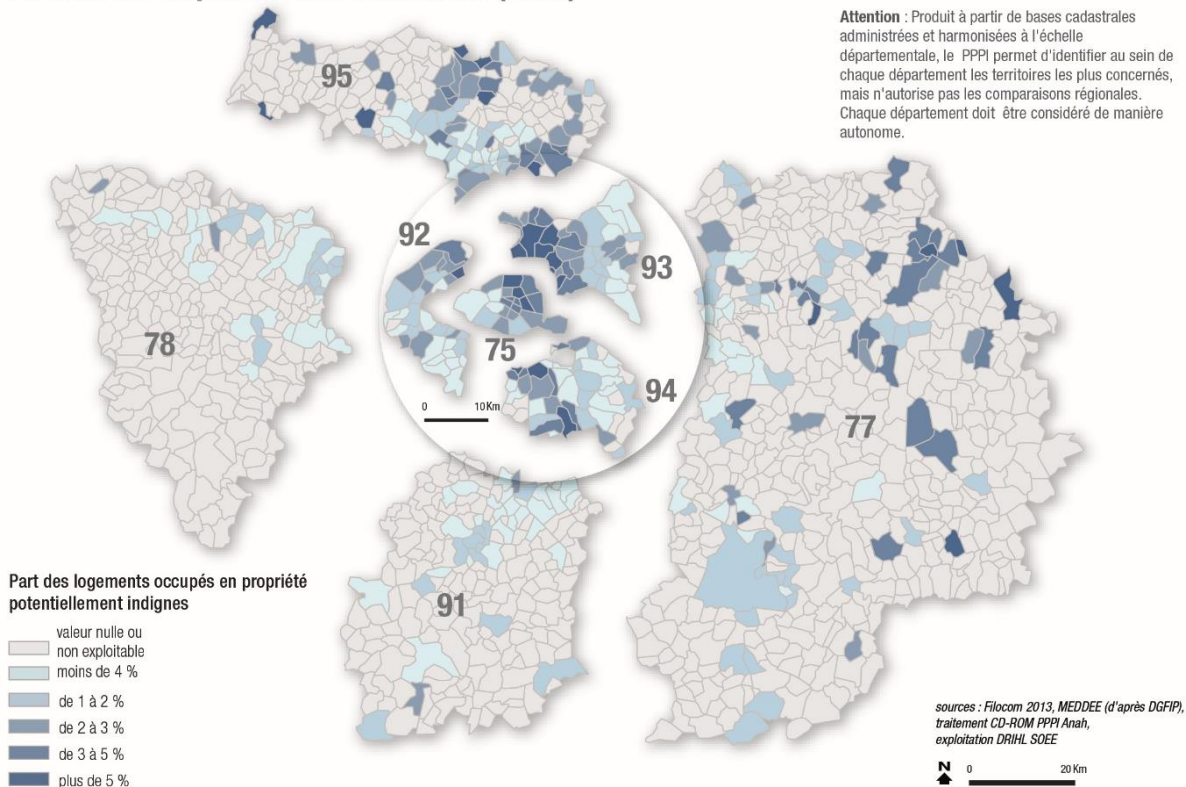 Attention : Produit à partir de bases cadastrales
administrées et harmonisées à l'échelle
départementale, le PPPI permet d'identifier au sein de
chaque département les territoires les plus concernés,
mais n'autorise pas les comparaisons régionales.
Chaque département doit être considéré de manière
autonome.
95
92
93
78
75
94
0 10 Km
77
91
Part des logements occupés en propriété
potentiellement indignes
valeur nulle ou
non exploitable
moins de 4 %
de 1 à 2 %
de 2 à 3 %
de 3 à 5 %
plus de 5 %
sources : Filocom 2013, MEDDEE (d'après DGFIP),
traitement CD-ROM PPPI Anah,
exploitation DRIHL SOEE
N 0 20 Km